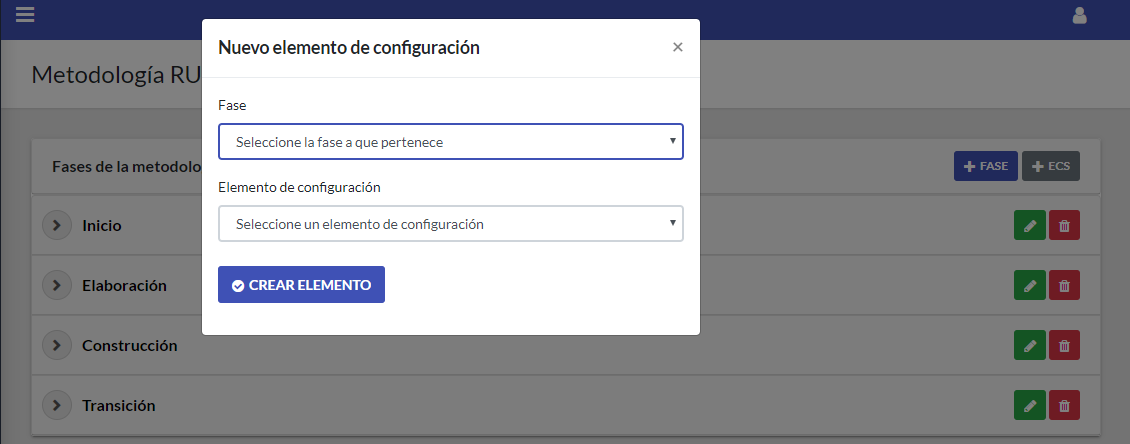 Nuevo elemento de configuración
×
Metodología RU
Fase
Seleccione la fase a que pertenece
Fases de la metodolo
FASE
ECS
Elemento de configuración
Inicio
Seleccione un elemento de configuración
Elaboración
CREAR ELEMENTO
Construcción
Transición